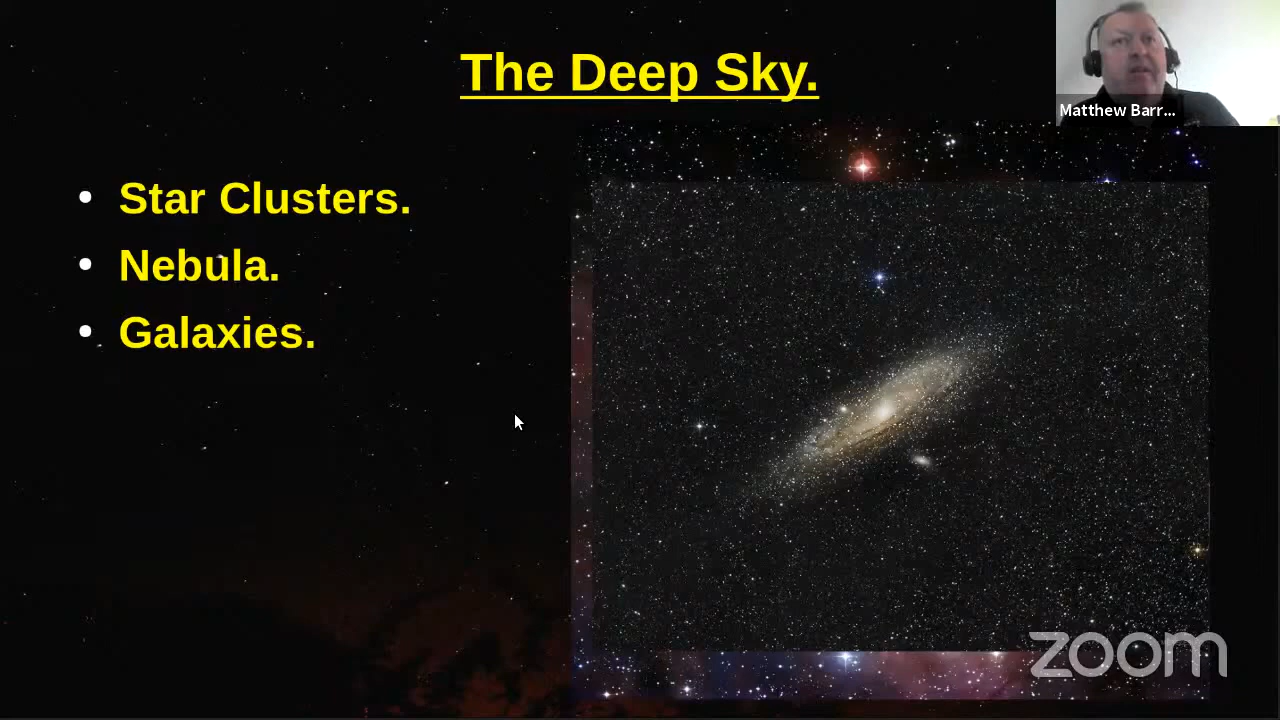 The Deep Sky.
Matthew Barr...
Star Clusters.
Nebula.
Galaxies.
zoom